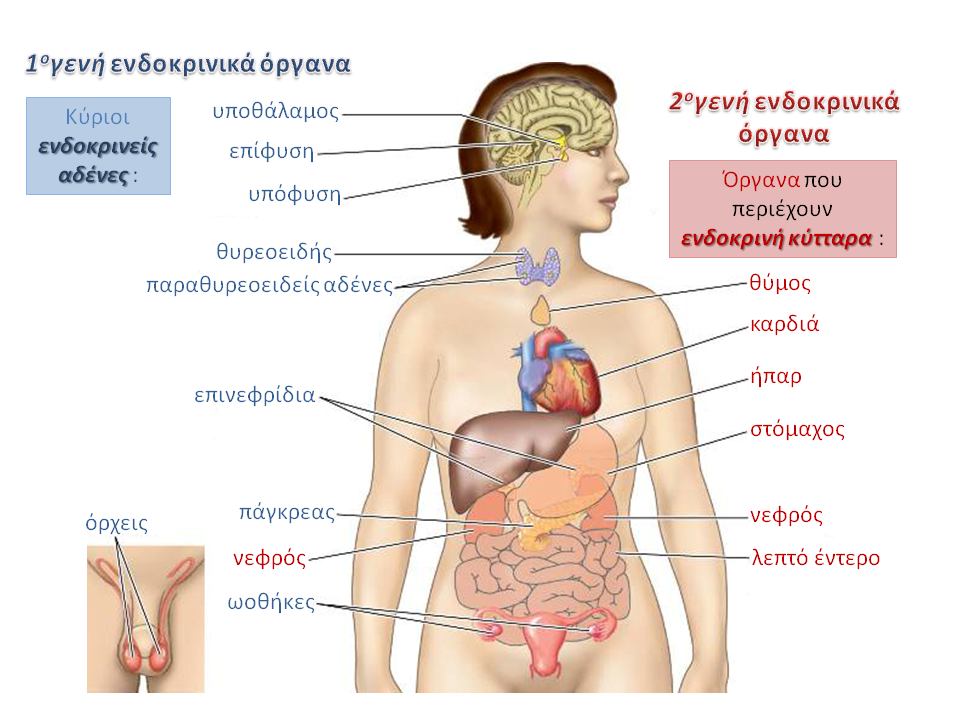 1ογενή ενδοκρινικά όργανα
Κύριοι
ενδοκρινείς
αδένες :
υποθάλαμος
επίφυση
υπόφυση
θυρεοειδής
παραθυρεοειδείς αδένες
επινεφρίδια
όρχεις
πάγκρεας
νεφρός
ωοθήκες
2ογενή ενδοκρινικά
όργανα
Όργανα που
περιέχουν
ενδοκρινή κύτταρα :
θύμος
καρδιά
ήπαρ
στόμαχος
νεφρός
λεπτό έντερο